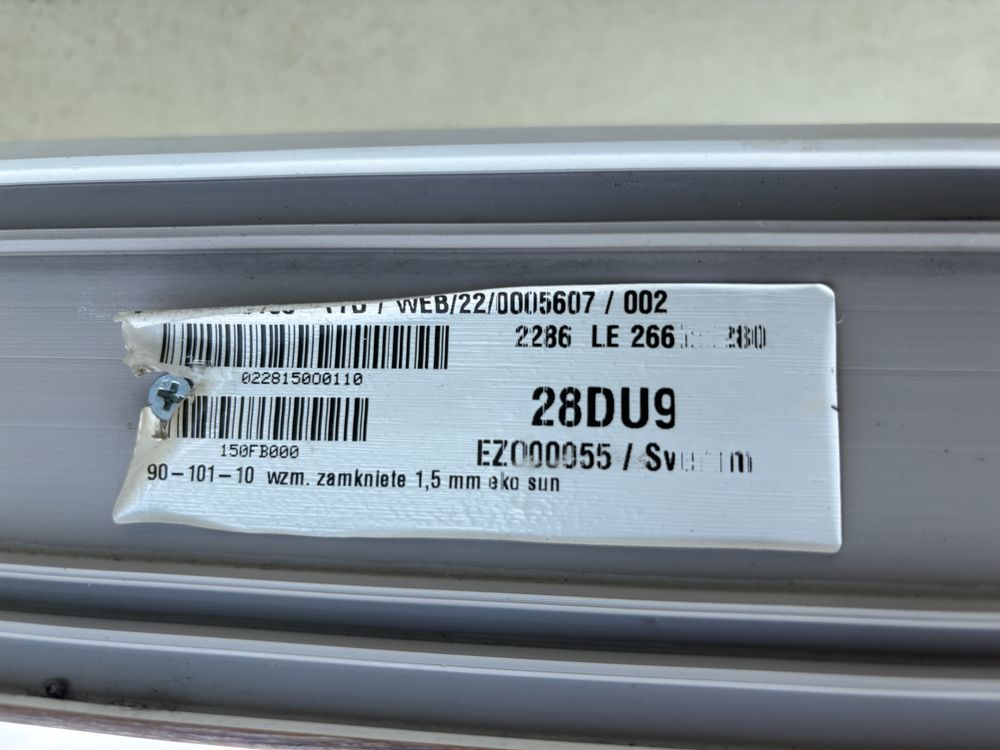 / WEB/22/0005607 / 002
2286 LE 266
022815000110
28DU9
150FB000
EZ000055 /
90-101-10 wzm. zamkniete 1,5 mm eko sun